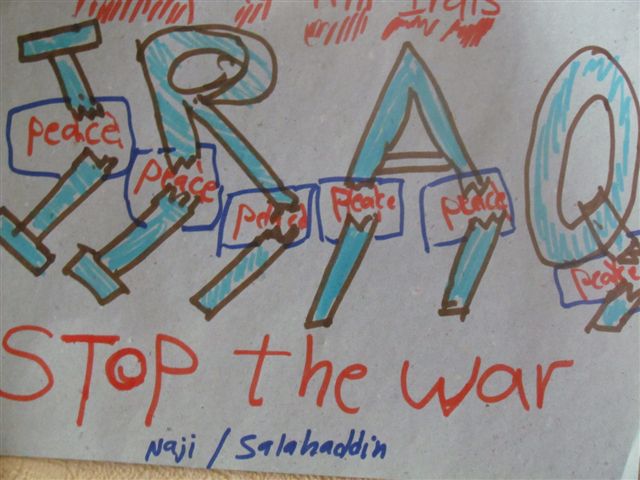 IRAQ
peace peace peace peace peace peace
STOP the war
Naji / Salahaddin